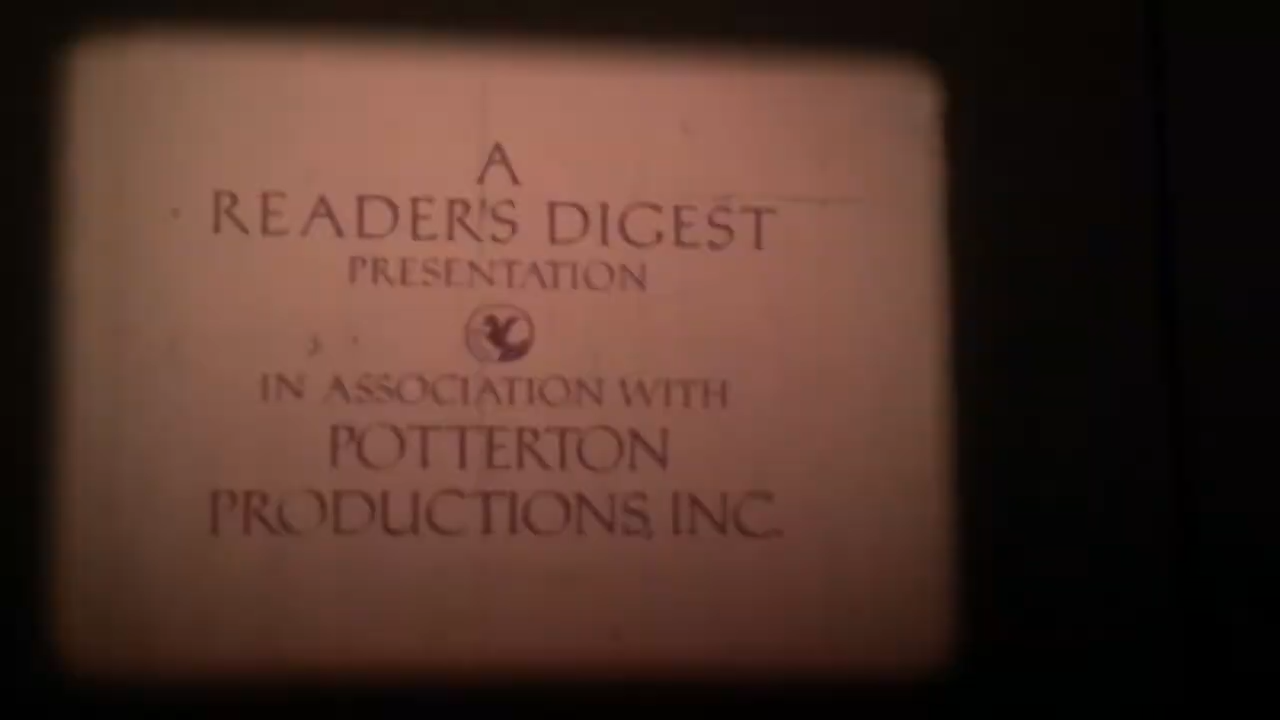 A
READER'S DIGEST
PRESENTATION
IN ASSOCIATION WITH
POTTERTON
PRODUCTIONS, INC.